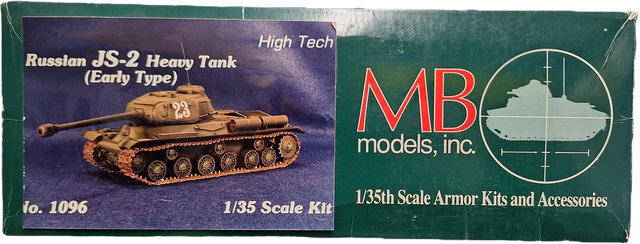 High Tech
Russian JS-2 Heavy Tank
(Early Type)
23
No. 1096
1/35 Scale Kit
MB
models, inc.
1/35th Scale Armor Kits and Accessories